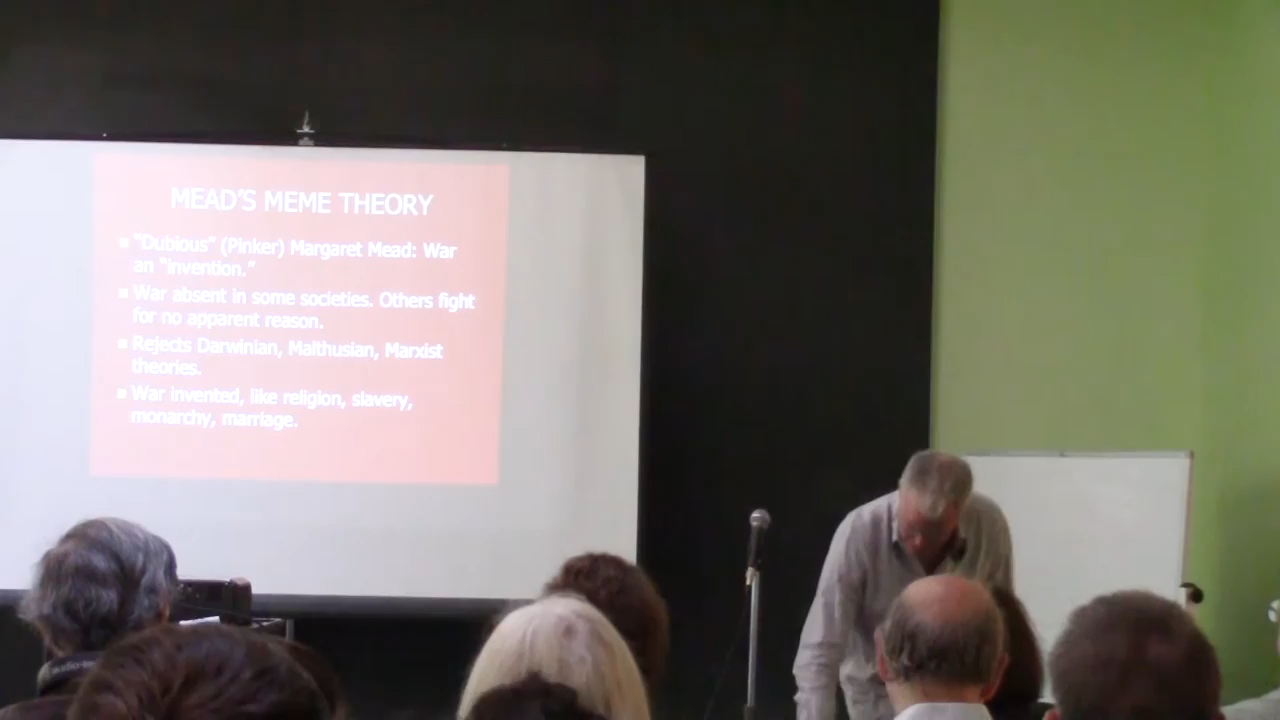 MEAD'S MEME THEORY
"Dubious" (Pinker) Margaret Mead: War
an "invention."
War absent in some societies. Others fight
for no apparent reason.
Rejects Darwinian, Malthusian, Marxist
theories.
War invented, like religion, slavery,
monarchy, marriage.